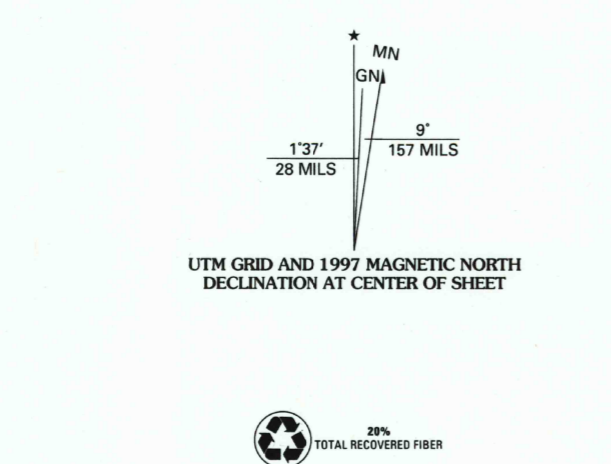 ★
MN
GN
1°37'
28 MILS
9°
157 MILS
UTM GRID AND 1997 MAGNETIC NORTH
DECLINATION AT CENTER OF SHEET
20%
TOTAL RECOVERED FIBER